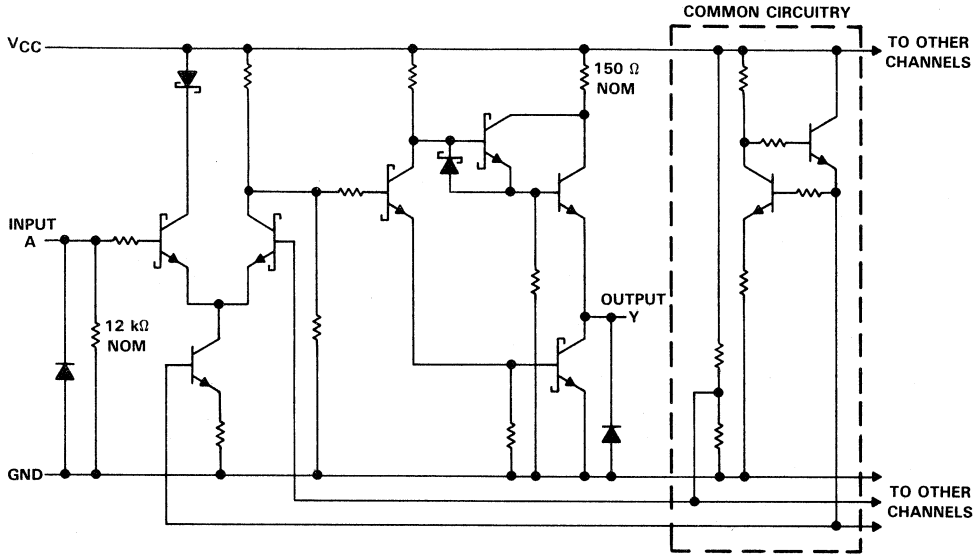 COMMON CIRCUITRY
VCC
TO OTHER
CHANNELS
150 Ω
NOM
INPUT
A
12 kΩ
NOM
OUTPUT
Y
GND
TO OTHER
CHANNELS